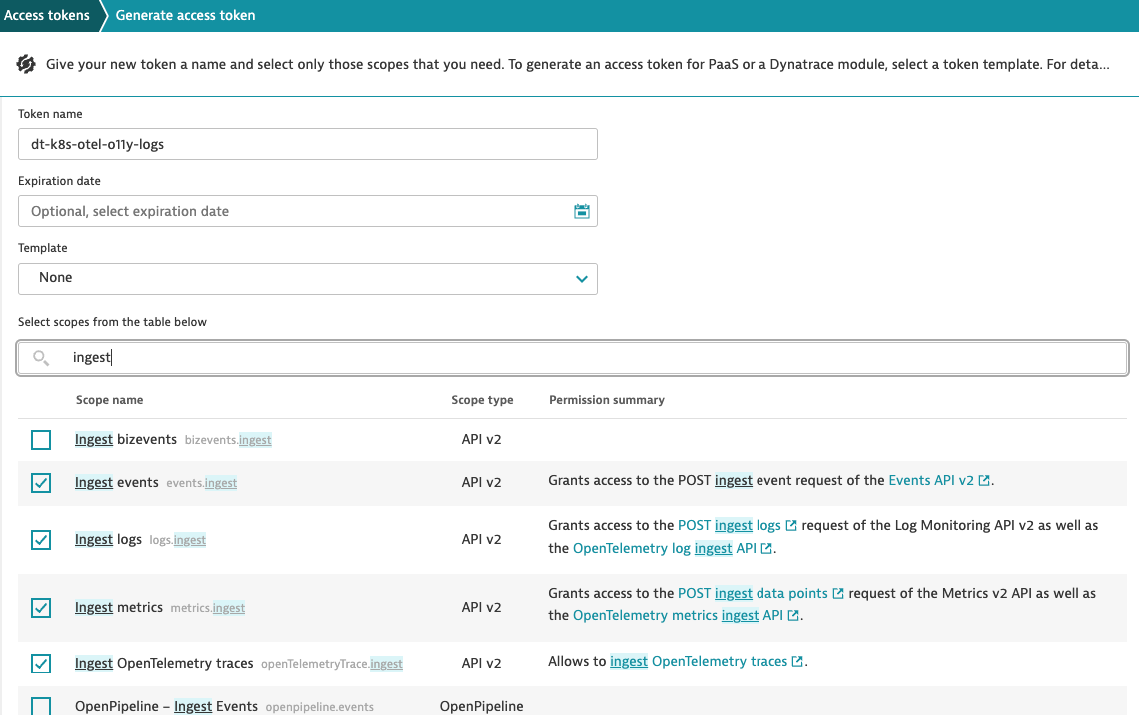 Access tokens
Generate access token
Give your new token a name and select only those scopes that you need. To generate an access token for PaaS or a Dynatrace module, select a token template. For deta...
Token name
dt-k8s-otel-o11y-logs
Expiration date
Optional, select expiration date
Template
None
Select scopes from the table below
ingest
Scope name Scope type Permission summary
Ingest bizevents bizevents.ingest API v2
Ingest events events.ingest API v2 Grants access to the POST ingest event request of the Events API v2.
Ingest logs logs.ingest API v2 Grants access to the POST ingest logs request of the Log Monitoring API v2 as well as
the OpenTelemetry log ingest API.
Ingest metrics metrics.ingest API v2 Grants access to the POST ingest data points request of the Metrics v2 API as well as
the OpenTelemetry metrics ingest API.
Ingest OpenTelemetry traces openTelemetryTrace.ingest API v2 Allows to ingest OpenTelemetry traces.
OpenPipeline – Ingest Events openpipeline.events OpenPipeline